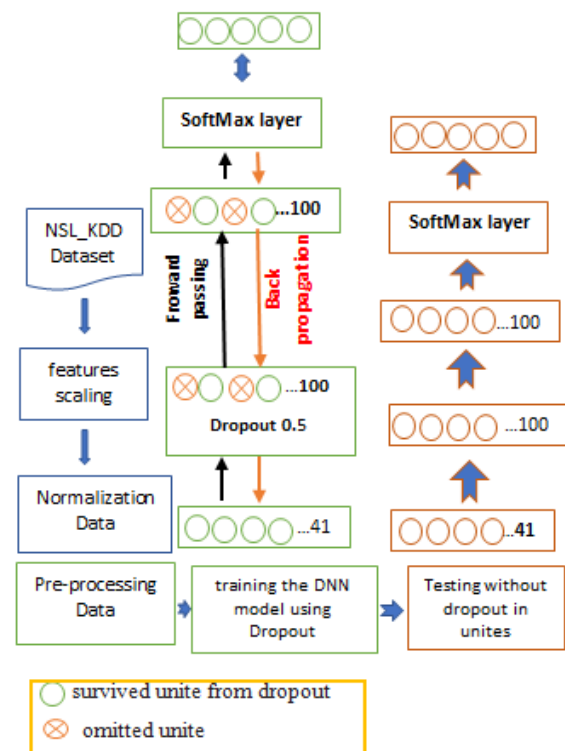 SoftMax layer
...100
NSL_KDD
Dataset
Froward
passing
Back
propagation
features
scaling
...100
Dropout 0.5
Normalization
Data
...41
SoftMax layer
...100
...100
...41
Pre-processing
Data
training the DNN
model using
Dropout
Testing without
dropout in
unites
survived unite from dropout
omitted unite